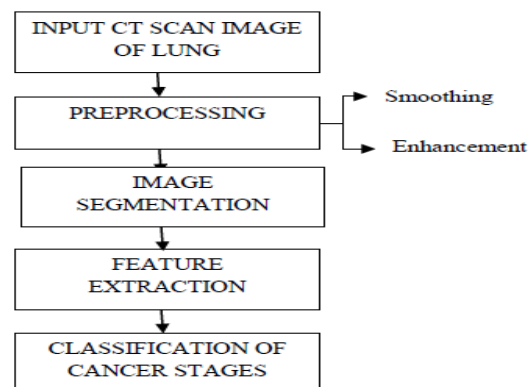 INPUT CT SCAN IMAGE
OF LUNG
PREPROCESSING
Smoothing
Enhancement
IMAGE
SEGMENTATION
FEATURE
EXTRACTION
CLASSIFICATION OF
CANCER STAGES